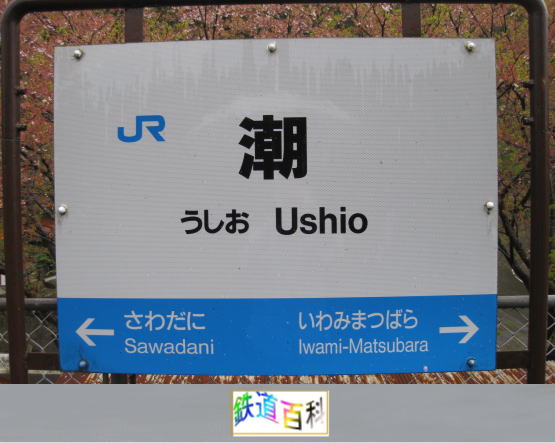 JR
潮
うしお Ushio
← さわだに いわみまつばら →
Sawadani Iwami-Matsubara
鉄道百科